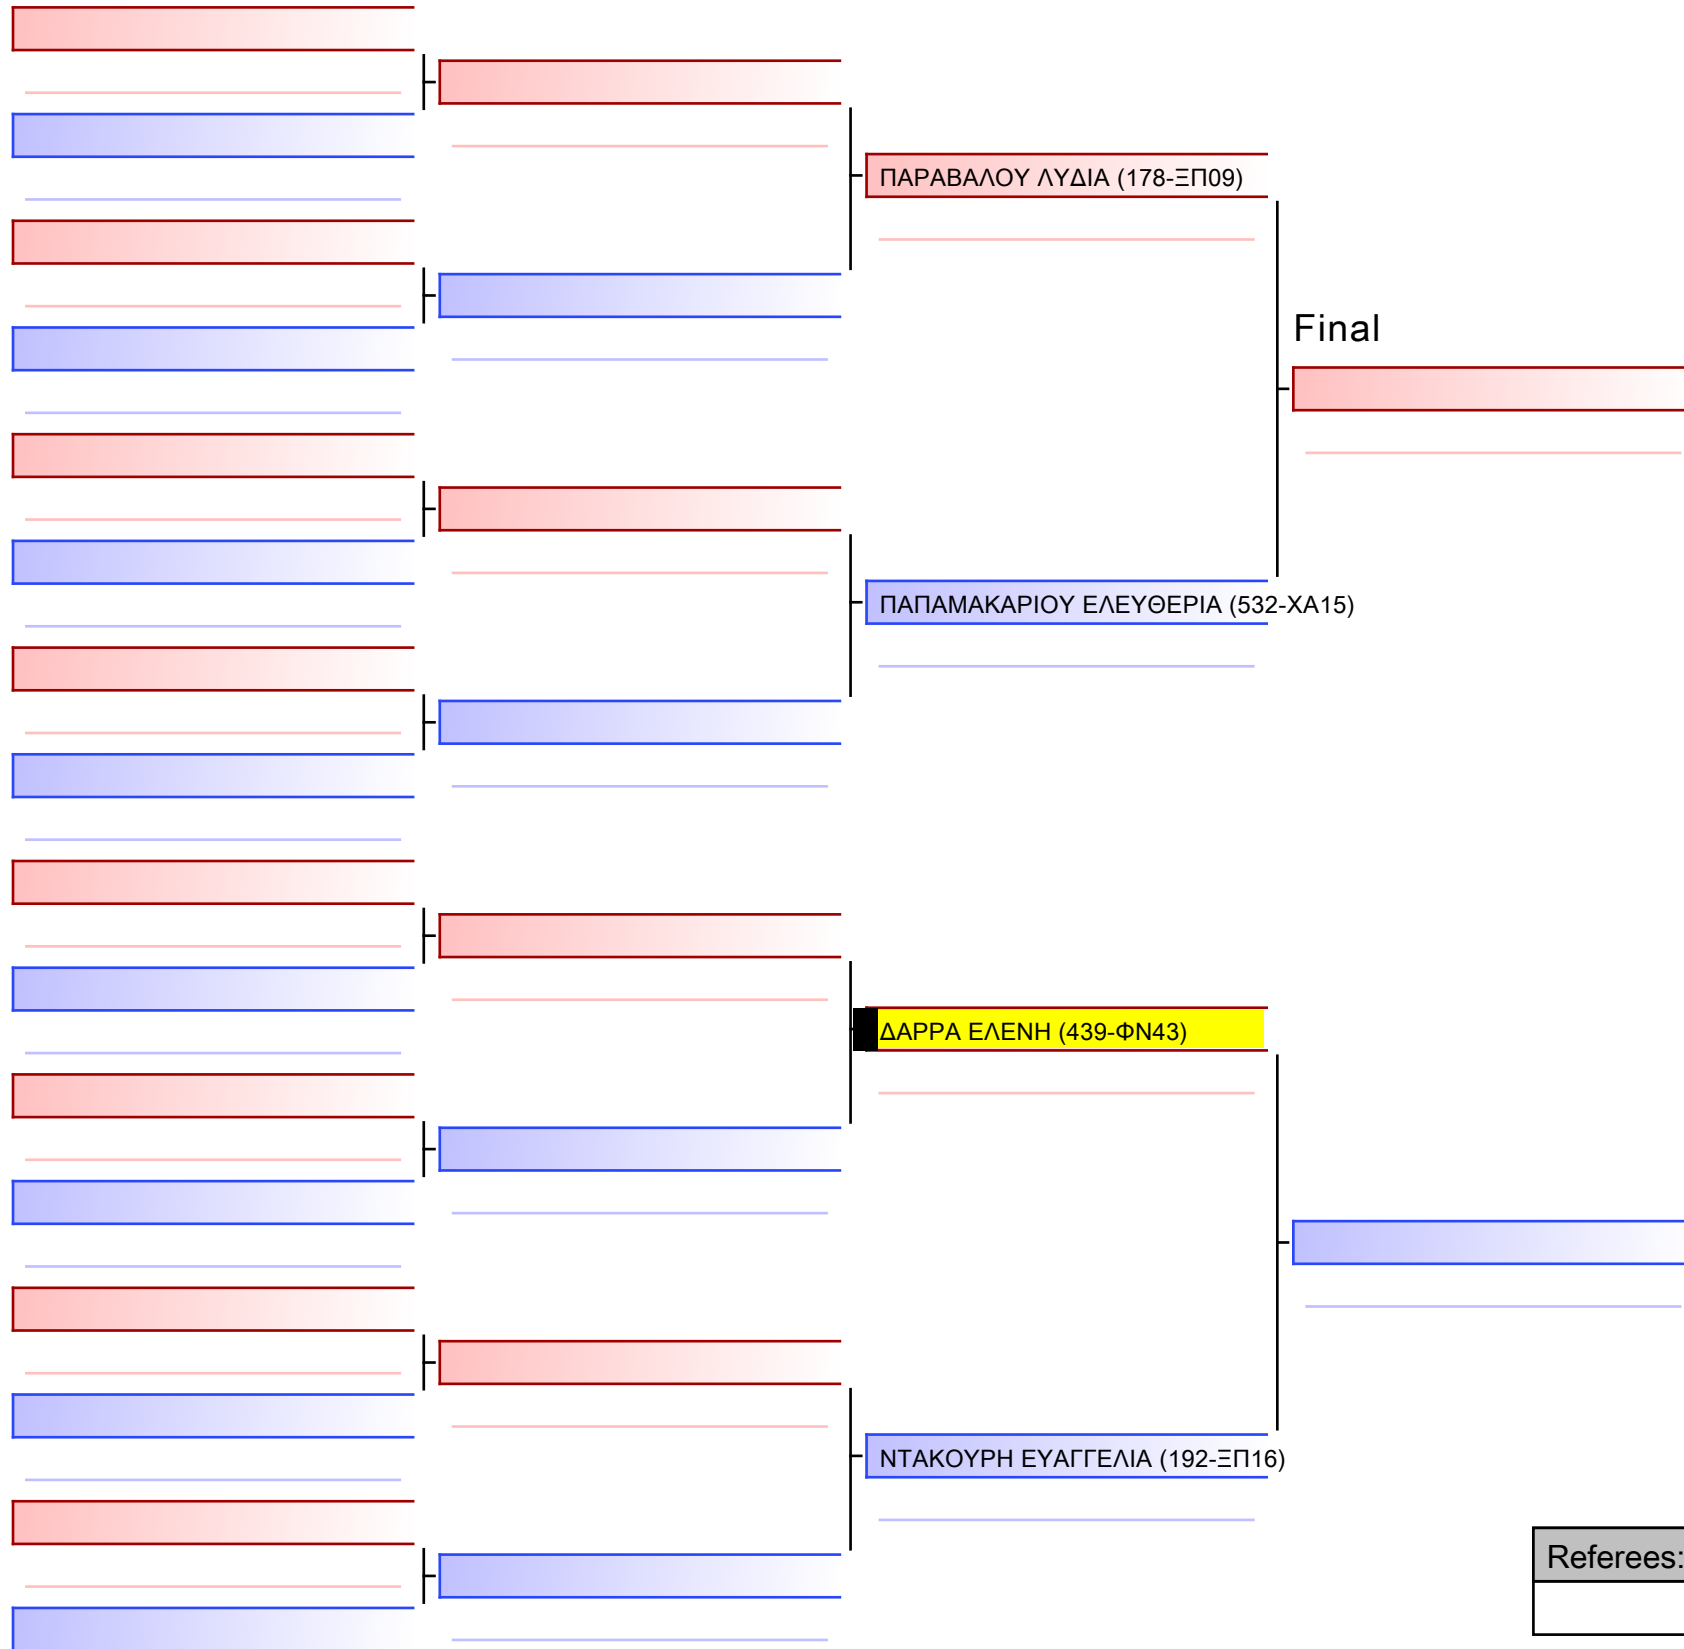 ΠΑΡΑΒΑΛΟΥ ΛΥΔΙΑ (178-ΞΠ09)
Final
ΠΑΠΑΜΑΚΑΡΙΟΥ ΕΛΕΥΘΕΡΙΑ (532-ΧΑ15)
ΔΑΡΡΑ ΕΛΕΝΗ (439-ΦΝ43)
ΝΤΑΚΟΥΡΗ ΕΥΑΓΓΕΛΙΑ (192-ΞΠ16)
Referees: